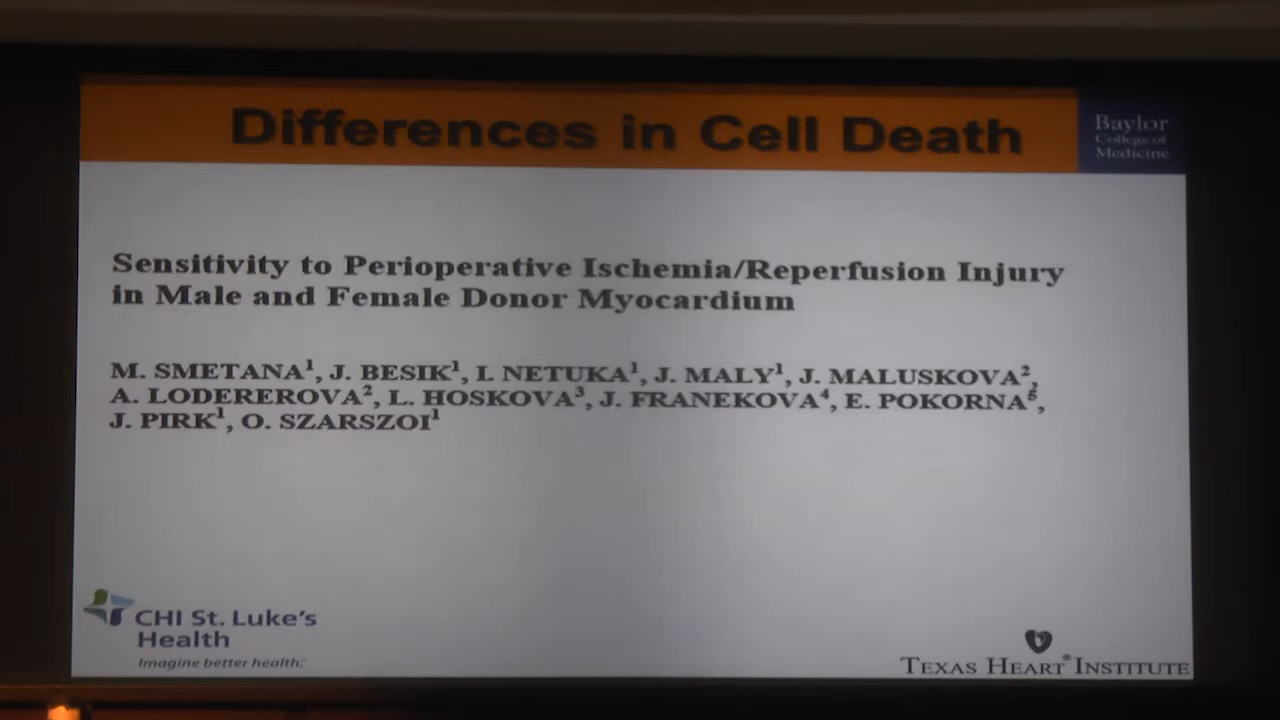 Differences in Cell Death
Baylor
College of
Medicine
Sensitivity to Perioperative Ischemia/Reperfusion Injury
in Male and Female Donor Myocardium
M. SMETANA¹, J. BESIK¹, I. NETUKA¹, J. MALY¹, J. MALUSKOVA²,
A. LODEREROVA², L. HOSKOVA³, J. FRANEKOVA⁴, E. POKORNA⁵,
J. PIRK¹, O. SZARSZOI¹
CHI St. Luke's
Health
Imagine better health.
TEXAS HEART® INSTITUTE